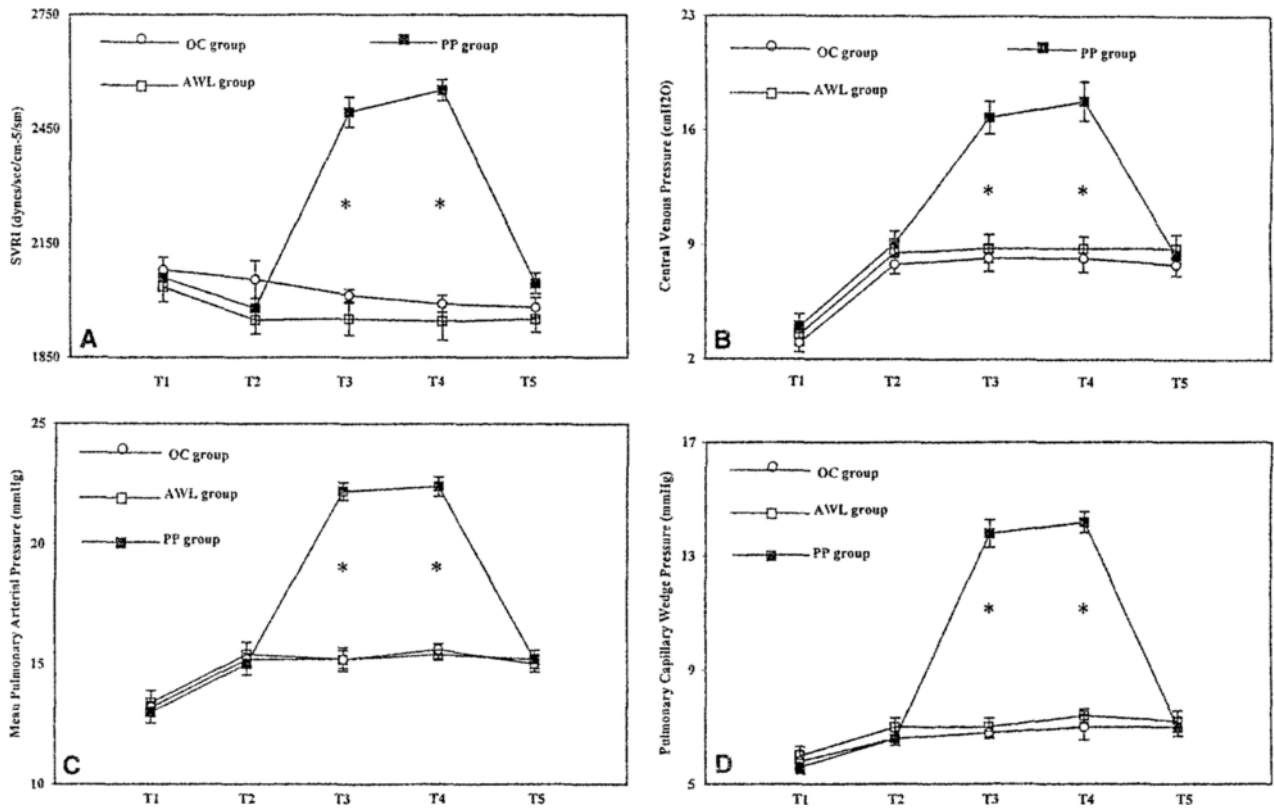 2750
OC group
PP group
AWL group
SVRI (dynes/sce/cm-5/sm)
2450
*
*
2150
A
1850
T1
T2
T3
T4
T5
23
OC group
PP group
AWL group
Central Venous Pressure (cmH2O)
16
*
*
9
B
2
T1
T2
T3
T4
T5
25
OC group
AWL group
PP group
Mean Pulmonary Arterial Pressure (mmHg)
20
*
*
15
C
10
T1
T2
T3
T4
T5
17
OC group
AWL group
PP group
Pulmonary Capillary Wedge Pressure (mmHg)
13
*
*
9
D
5
T1
T2
T3
T4
T5